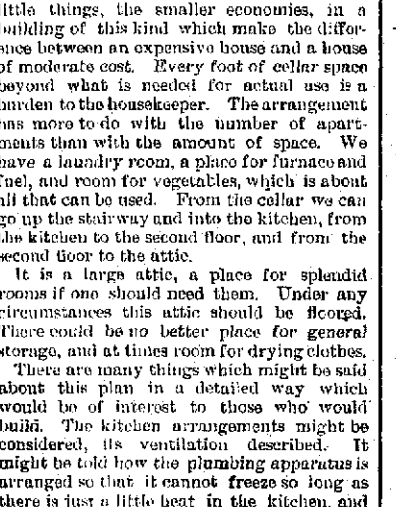 little things, the smaller economies, in a
building of this kind which make the differ-
ence between an expensive house and a house
of moderate cost. Every foot of cellar space
beyond what is needed for actual use is a
burden to the housekeeper. The arrangement
has more to do with the number of apart-
ments than with the amount of space. We
have a laundry room, a place for furnace and
fuel, and room for vegetables, which is about
all that can be used. From the cellar we can
go up the stairway and into the kitchen, from
the kitchen to the second floor, and from the
second floor to the attic.
It is a large attic, a place for splendid
rooms if one should need them. Under any
circumstances this attic should be floored.
There could be no better place for general
storage, and at times room for drying clothes.
There are many things which might be said
about this plan in a detailed way which
would be of interest to those who would
build. The kitchen arrangements might be
considered, its ventilation described. It
might be told how the plumbing apparatus is
arranged so that it cannot freeze so long as
there is just a little heat in the kitchen, and